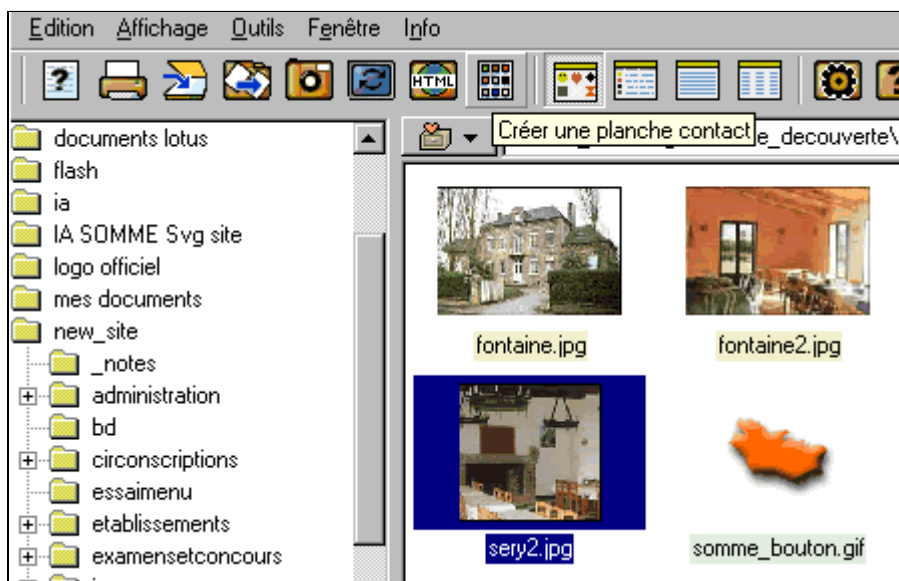 Edition Affichage Outils Fenêtre Info
? HTML ?
Créer une planche contact
e_decouverte\
documents lotus
flash
ia
IA SOMME Svg site
logo officiel
mes documents
new_site
_notes
administration
bd
circonscriptions
essaimenu
etablissements
examensetconcours
fontaine.jpg
fontaine2.jpg
sery2.jpg
somme_bouton.gif